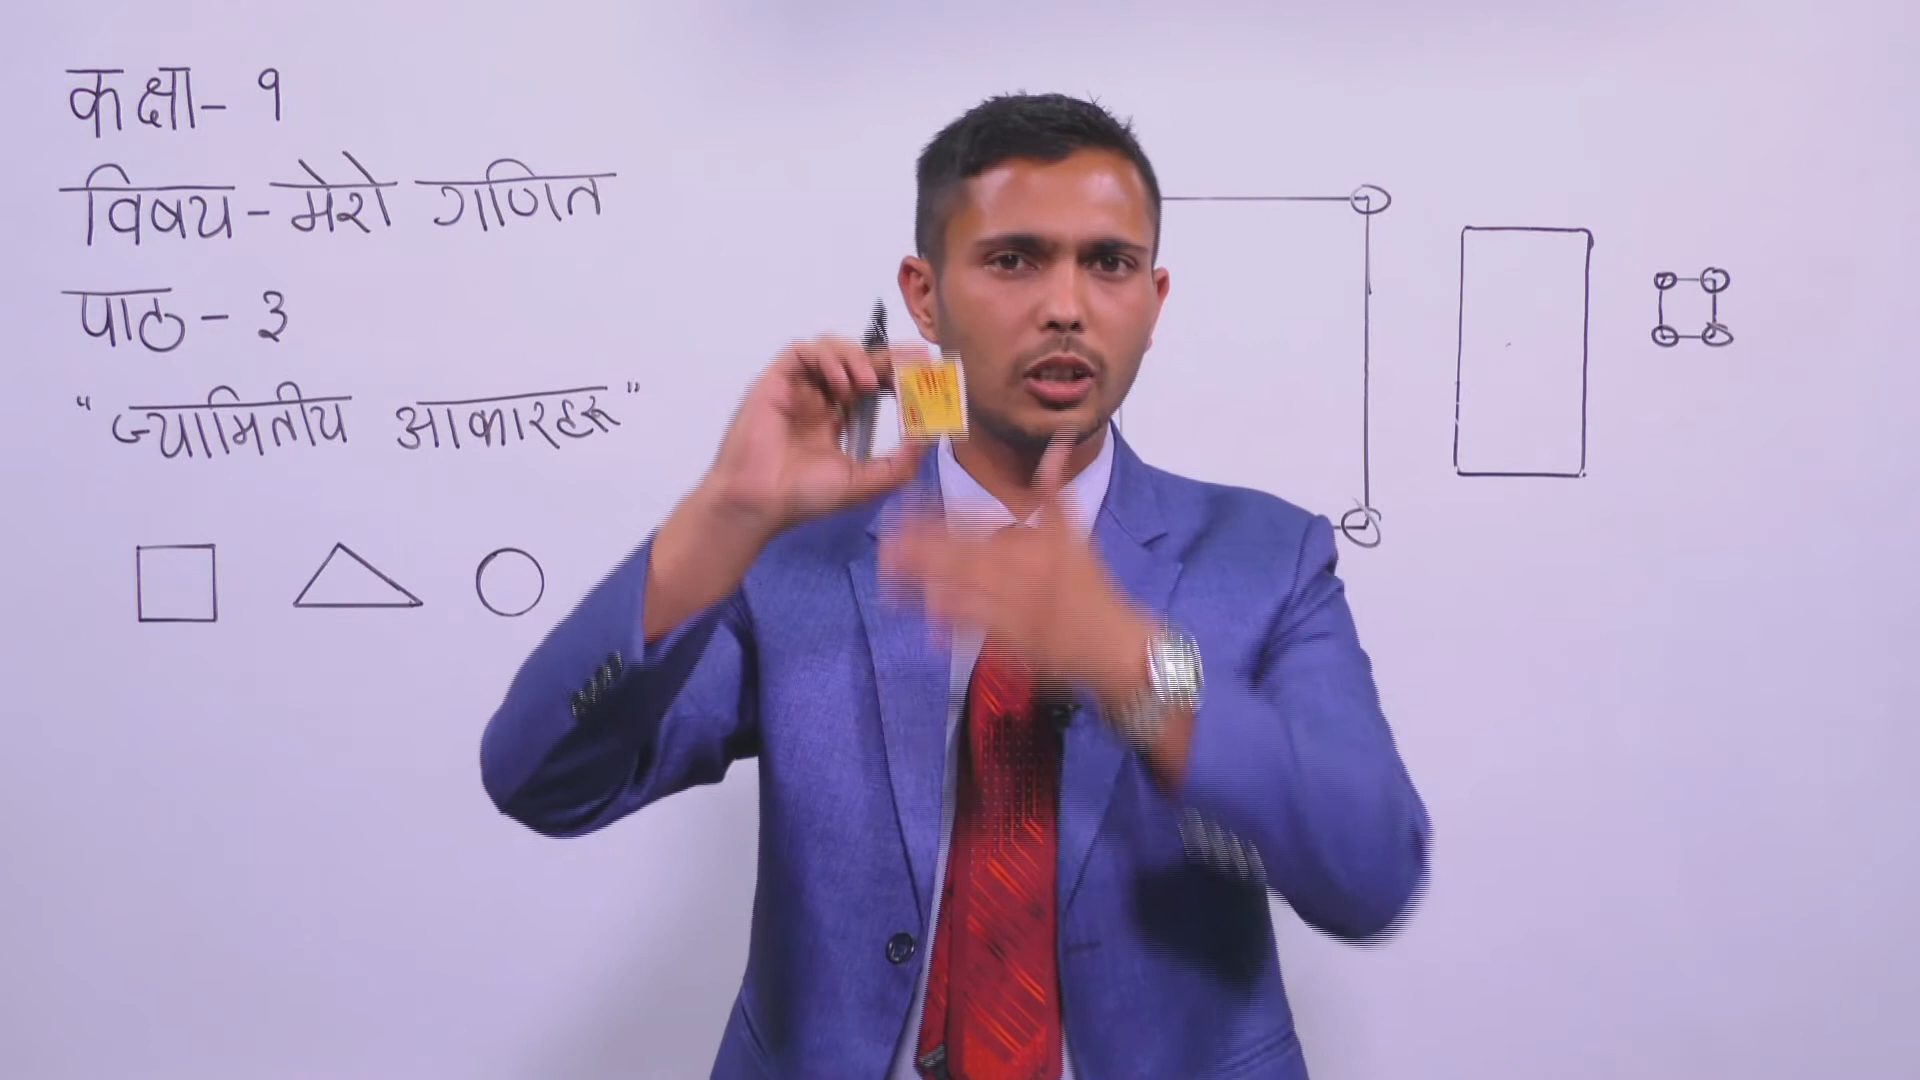 कक्षा- १
विषय- मेरो गणित
पाठ- ३
"ज्यामितीय आकारहरू"